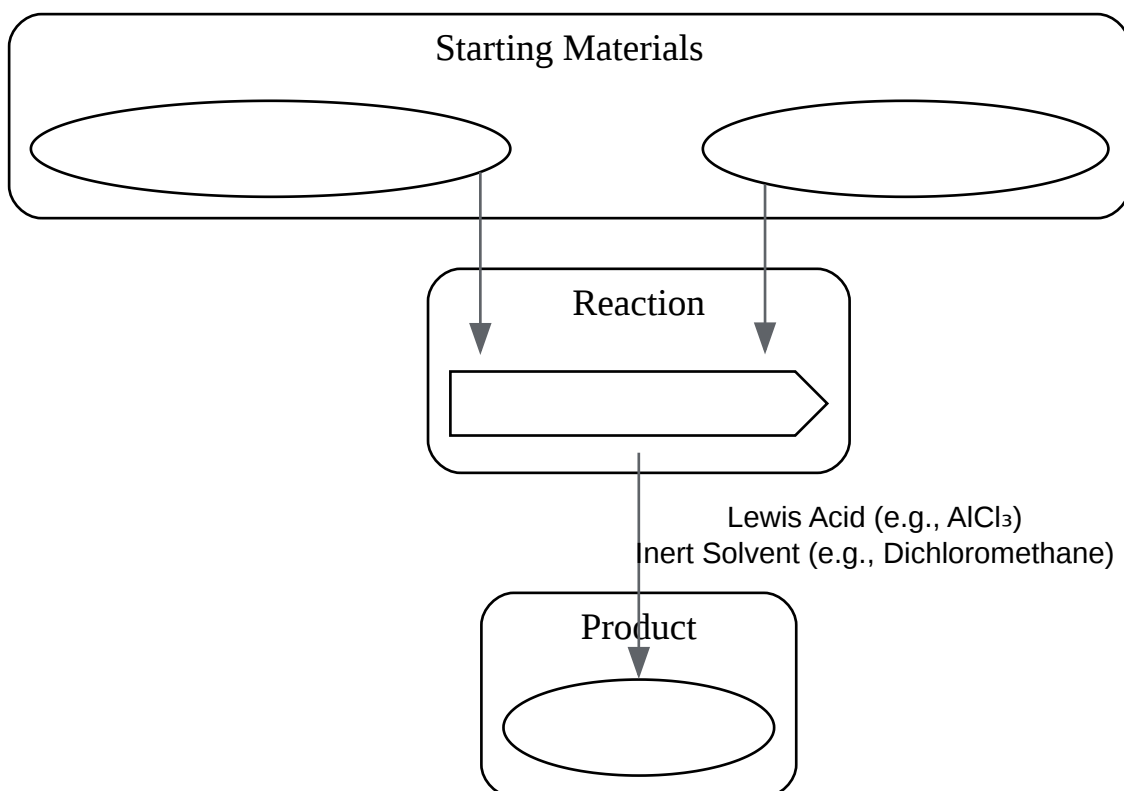 Starting Materials
Reaction
Lewis Acid (e.g., AlCl₃)
Inert Solvent (e.g., Dichloromethane)
Product